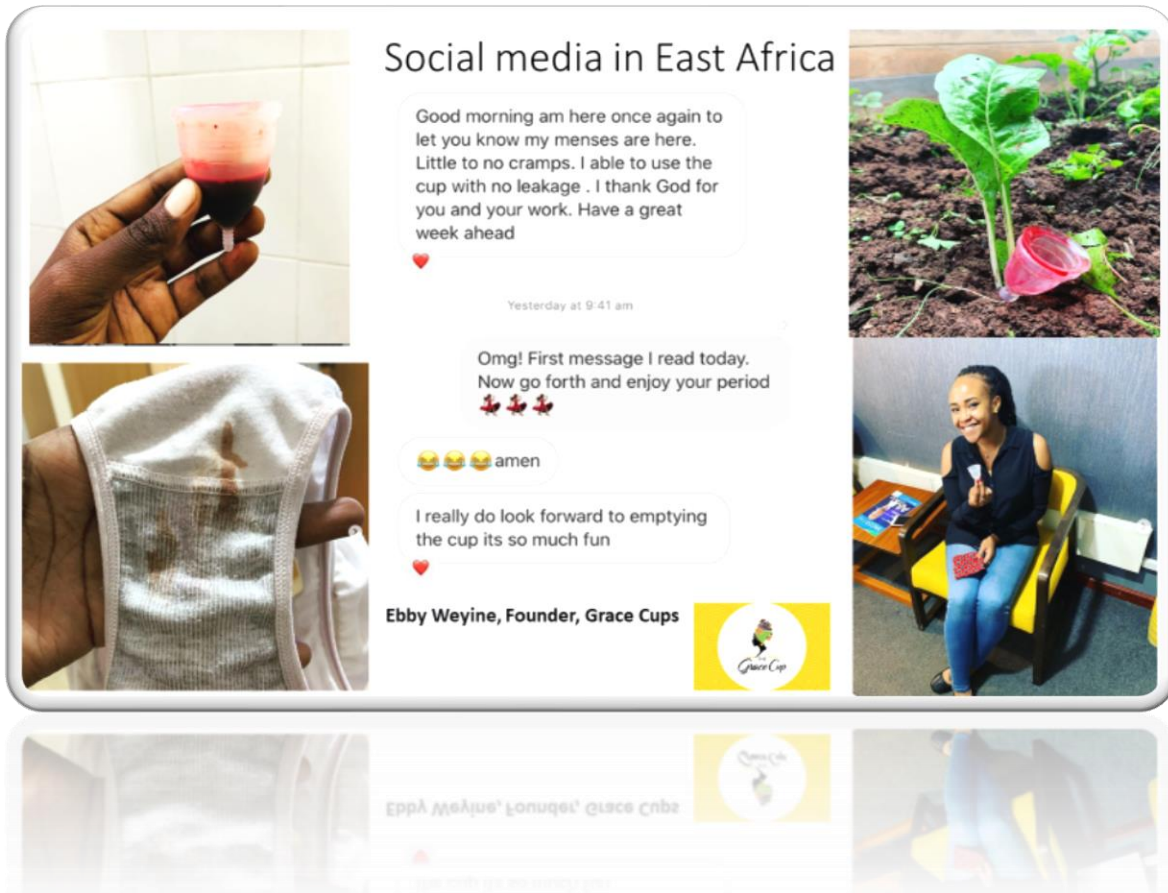 Social media in East Africa
Good morning am here once again to
let you know my menses are here.
Little to no cramps. I able to use the
cup with no leakage . I thank God for
you and your work. Have a great
week ahead
❤️
Yesterday at 9:41 am
Omg! First message I read today.
Now go forth and enjoy your period
💃💃💃
😂😂😂amen
I really do look forward to emptying
the cup its so much fun
❤️
Ebby Weyine, Founder, Grace Cups
Grace Cup